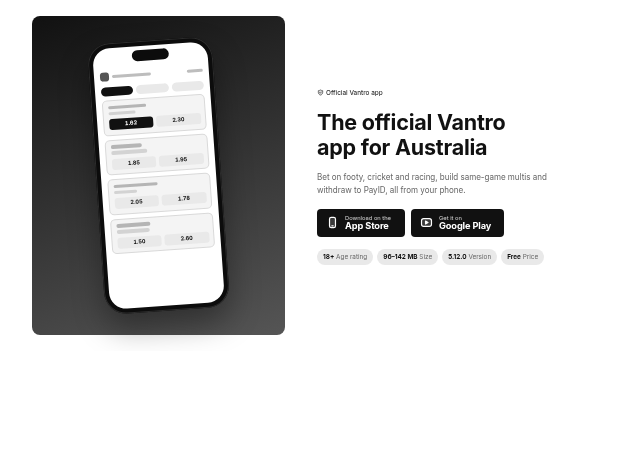 1.62
2.30
1.85
1.95
2.05
1.78
1.50
2.60
Official Vantro app
The official Vantro
app for Australia
Bet on footy, cricket and racing, build same-game multis and
withdraw to PayID, all from your phone.
Download on the
App Store
Get it on
Google Play
18+ Age rating
96–142 MB Size
5.12.0 Version
Free Price